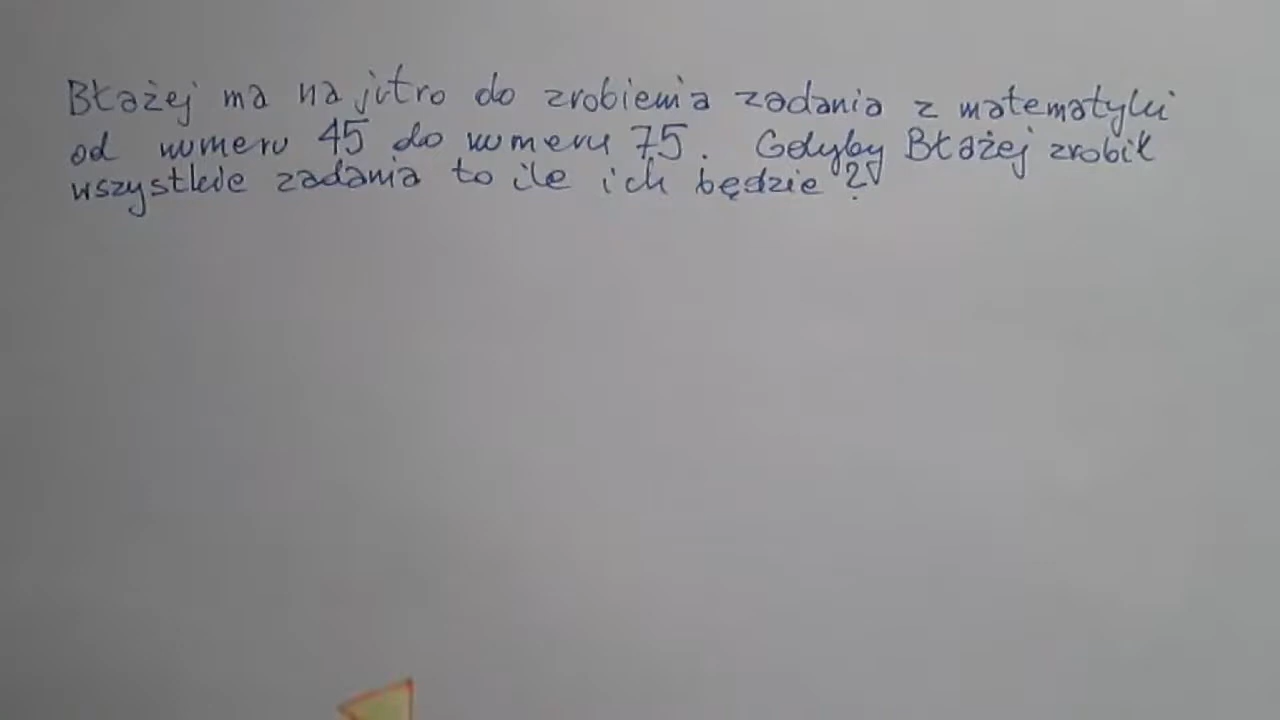 Błażej ma na jutro do zrobienia zadania z matematyki
od numeru 45 do numeru 75. Gdyby Błażej zrobił
wszystkie zadania to ile ich będzie?